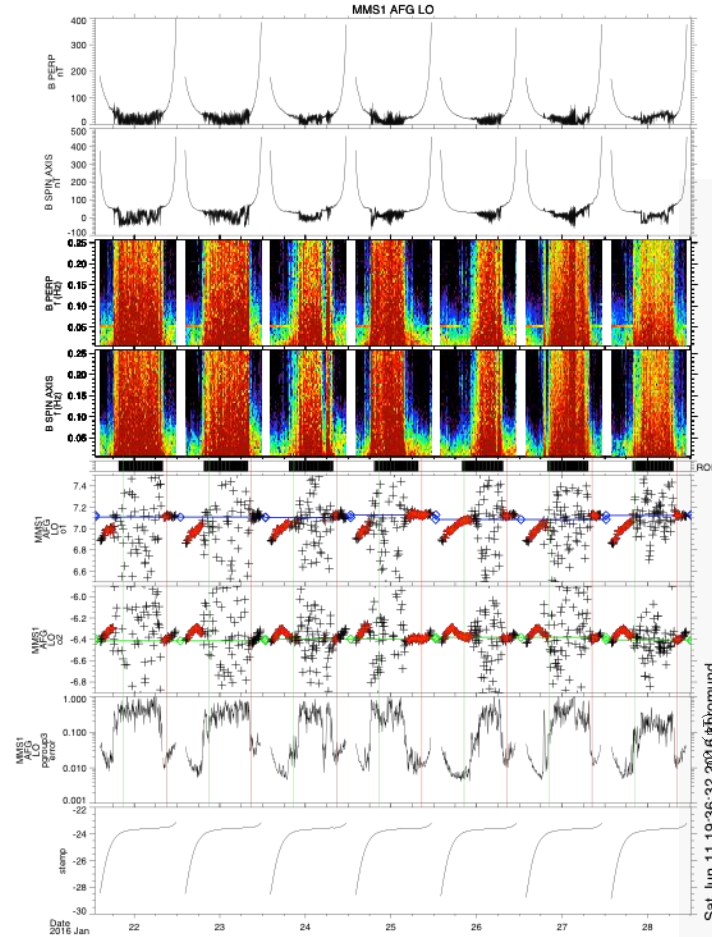 MMS1 AFG LO
400
300
200
100
0
B PERP
nT
500
400
300
200
100
0
-100
B SPIN AXIS
nT
0.25
0.20
0.15
0.10
0.05
B PERP
f (Hz)
0.25
0.20
0.15
0.10
0.05
B SPIN AXIS
f (Hz)
7.4
7.2
7.0
6.8
6.6
MMS1
AFG
LO
o1
-6.0
-6.2
-6.4
-6.6
-6.8
MMS1
AFG
LO
o2
1.000
0.100
0.010
0.001
MMS1
AFG
LO
pgroup3
error
-22
-24
-26
-28
-30
stemp
Date 22 23 24 25 26 27 28
2016 Jan
Sat Jun 11 19:36:32 2016